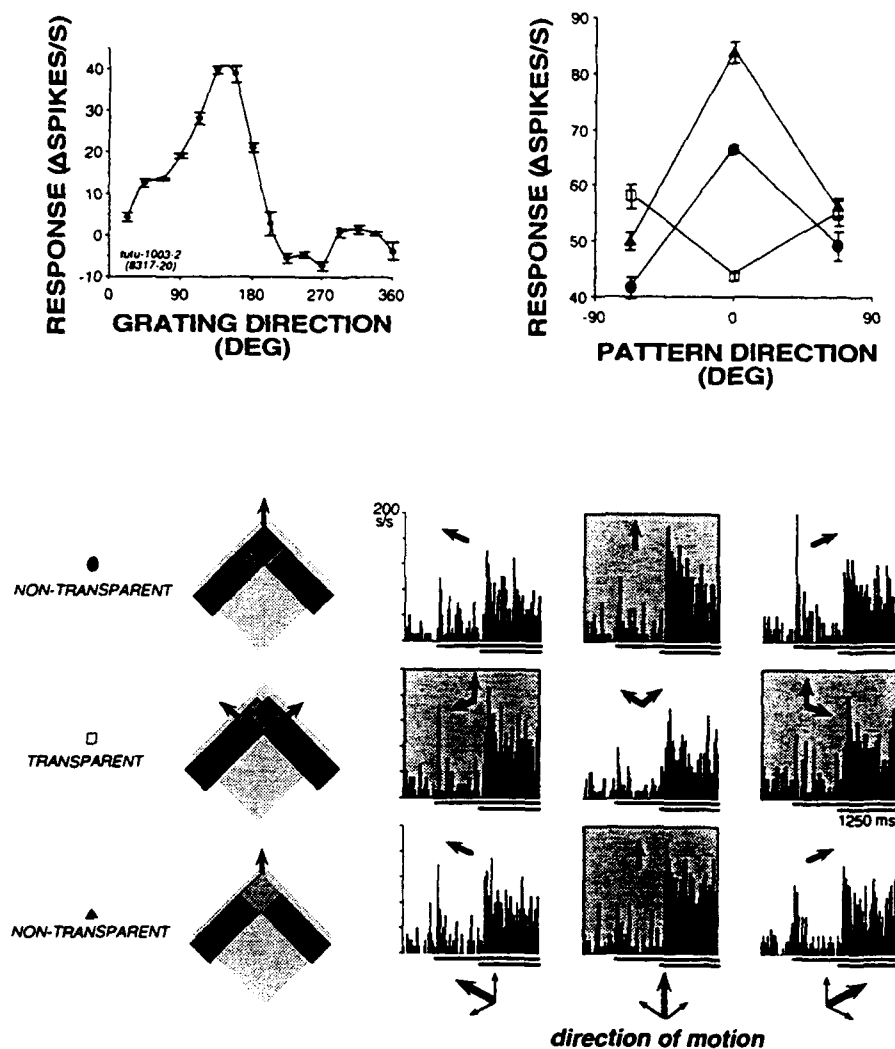 RESPONSE (ΔSPIKES/S)
40
30
20
10
0
-10
tutu-1003-2
(8317-20)
0
90
180
270
360
GRATING DIRECTION
(DEG)
RESPONSE (ΔSPIKES/S)
90
80
70
60
50
40
-90
0
90
PATTERN DIRECTION
(DEG)
200
s/s
NON-TRANSPARENT
TRANSPARENT
1250 ms
NON-TRANSPARENT
direction of motion